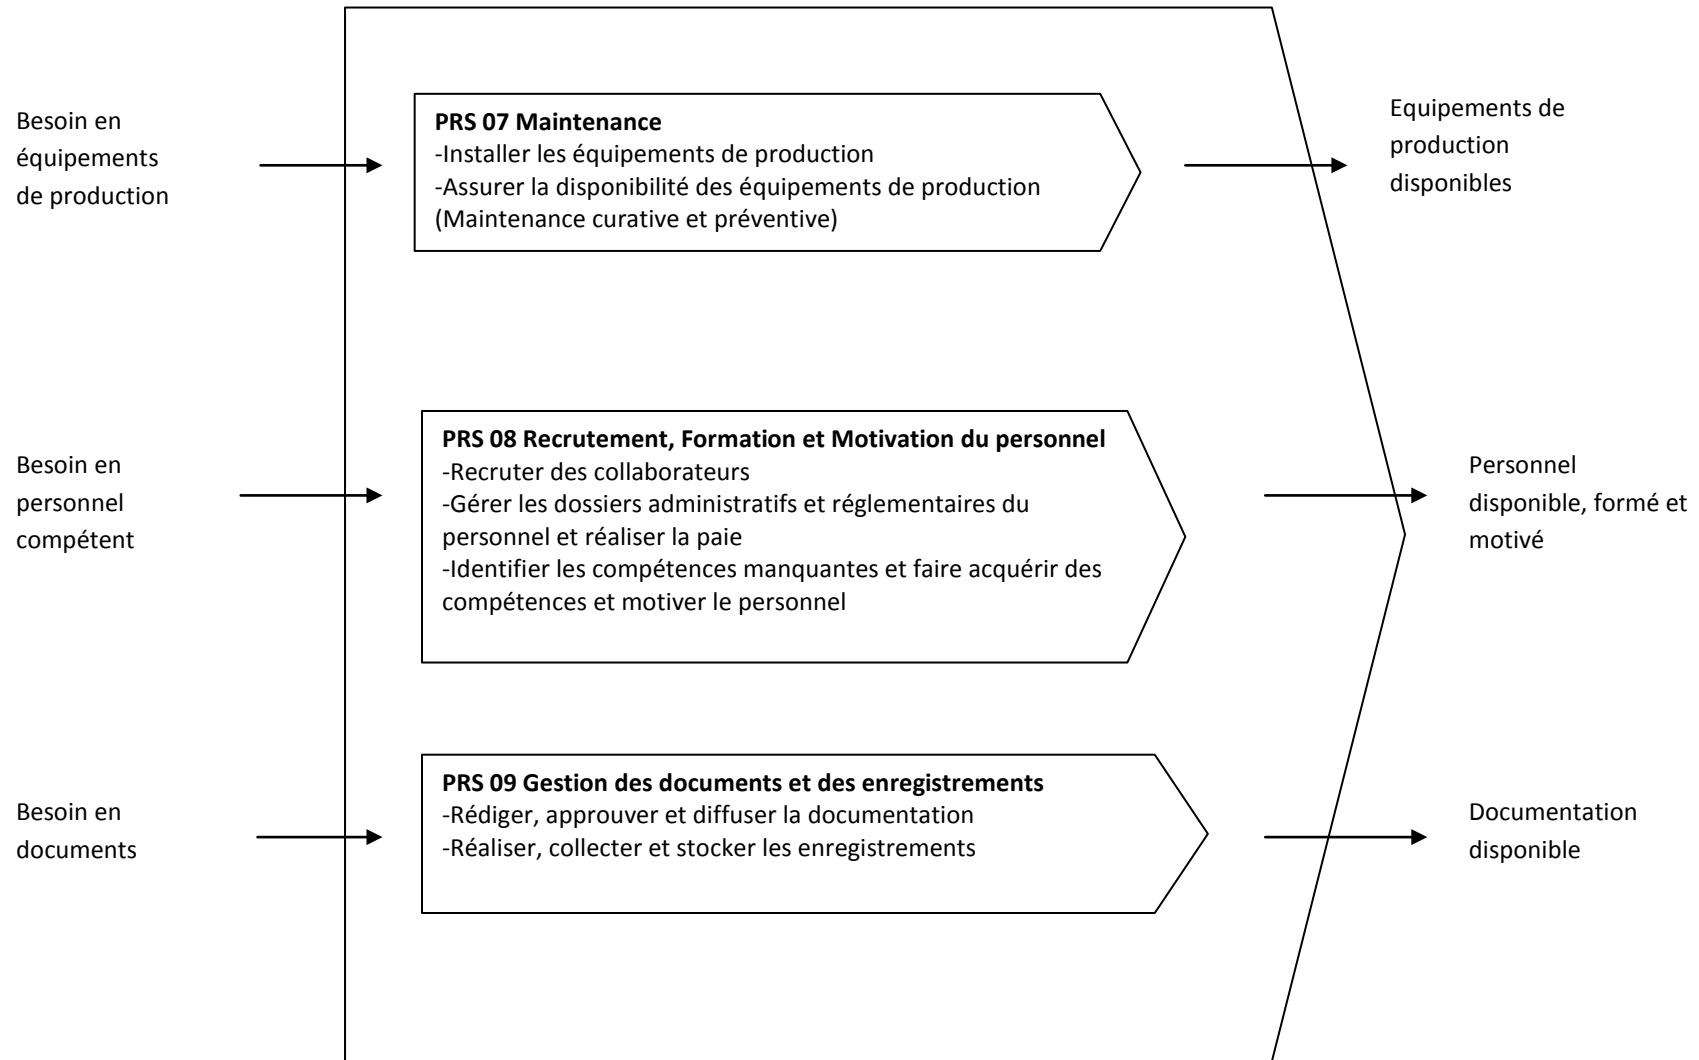 Besoin en
équipements
de production
PRS 07 Maintenance
-Installer les équipements de production
-Assurer la disponibilité des équipements de production
(Maintenance curative et préventive)
Equipements de
production
disponibles
Besoin en
personnel
compétent
PRS 08 Recrutement, Formation et Motivation du personnel
-Recruter des collaborateurs
-Gérer les dossiers administratifs et réglementaires du
personnel et réaliser la paie
-Identifier les compétences manquantes et faire acquérir des
compétences et motiver le personnel
Personnel
disponible, formé et
motivé
Besoin en
documents
PRS 09 Gestion des documents et des enregistrements
-Rédiger, approuver et diffuser la documentation
-Réaliser, collecter et stocker les enregistrements
Documentation
disponible